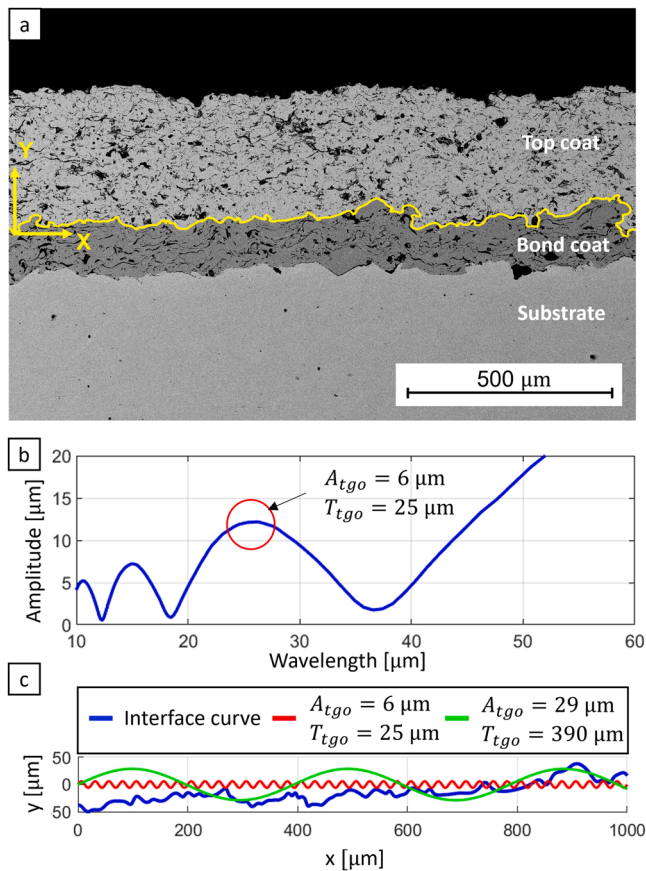 a
Top coat
Y
X
Bond coat
Substrate
500 μm
b
20
15
10
5
0
Amplitude [μm]
A_tgo = 6 μm
T_tgo = 25 μm
10 20 30 40 50 60
Wavelength [μm]
c
Interface curve
A_tgo = 6 μm
T_tgo = 25 μm
A_tgo = 29 μm
T_tgo = 390 μm
y [μm]
50
0
50
0 200 400 600 800 1000
x [μm]